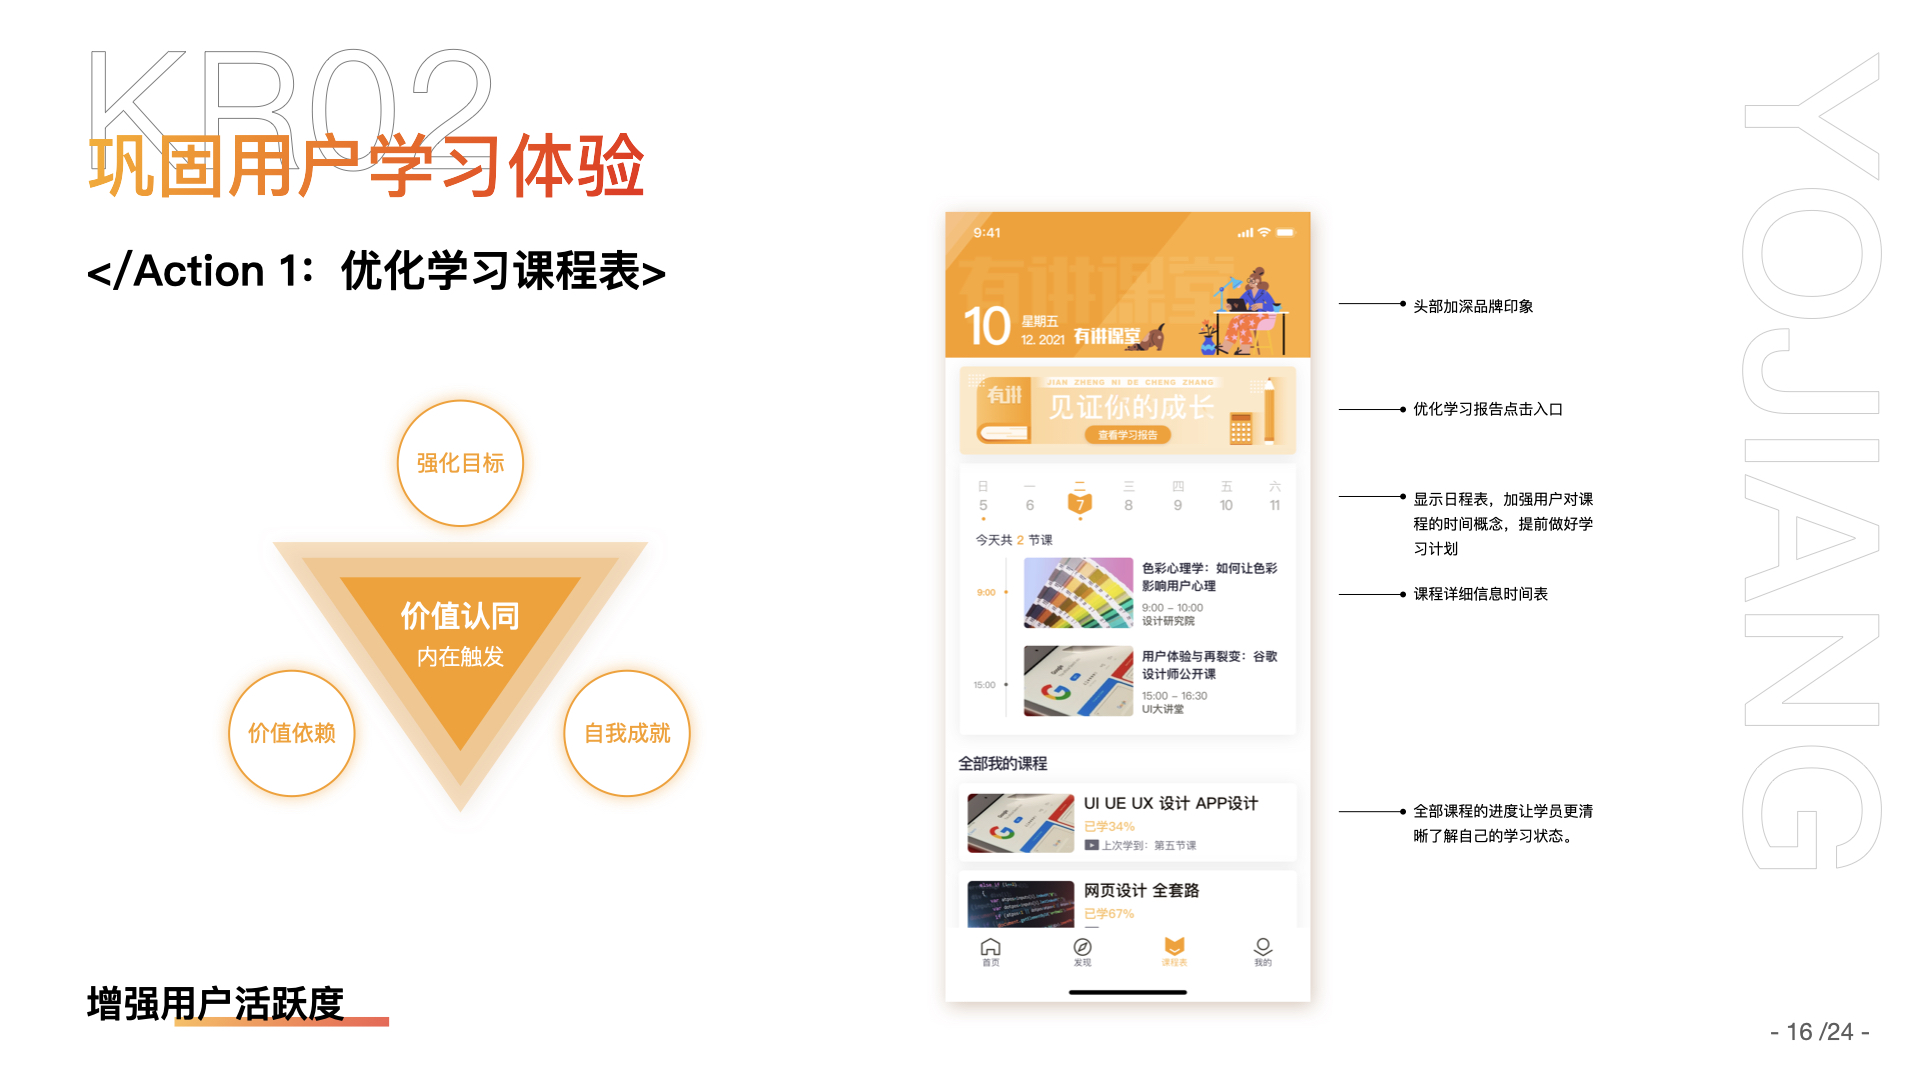 KR02
巩固用户学习体验
</Action 1：优化学习课程表>
强化目标
价值认同
内在触发
价值依赖
自我成就
增强用户活跃度
9:41
有讲课堂
10
星期五
12. 2021
有讲课堂
有讲
JIAN ZHENG NI DE CHENG ZHANG
见证你的成长
查看学习报告
日 一 二 三 四 五 六
5 6 7 8 9 10 11
今天共 2 节课
9:00
色彩心理学：如何让色彩
影响用户心理
9:00 – 10:00
设计研究院
15:00
用户体验与再裂变：谷歌
设计师公开课
15:00 – 16:30
UI大讲堂
全部我的课程
UI UE UX 设计 APP设计
已学34%
上次学到：第五节课
网页设计 全套路
已学67%
首页 发现 课程表 我的
头部加深品牌印象
优化学习报告点击入口
显示日程表，加强用户对课
程的时间概念，提前做好学
习计划
课程详细信息时间表
全部课程的进度让学员更清
晰了解自己的学习状态。
YOJIANG
- 16 /24 -